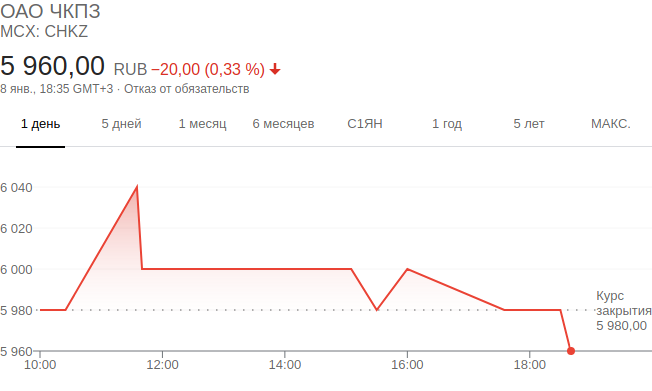 ОАО ЧКПЗ
MCX: CHKZ
5 960,00 RUB −20,00 (0,33 %)
8 янв., 18:35 GMT+3 · Отказ от обязательств
1 день 5 дней 1 месяц 6 месяцев С1ЯН 1 год 5 лет МАКС.
6 040
6 020
6 000
5 980
5 960
Курс
закрытия
5 980,00
10:00 12:00 14:00 16:00 18:00